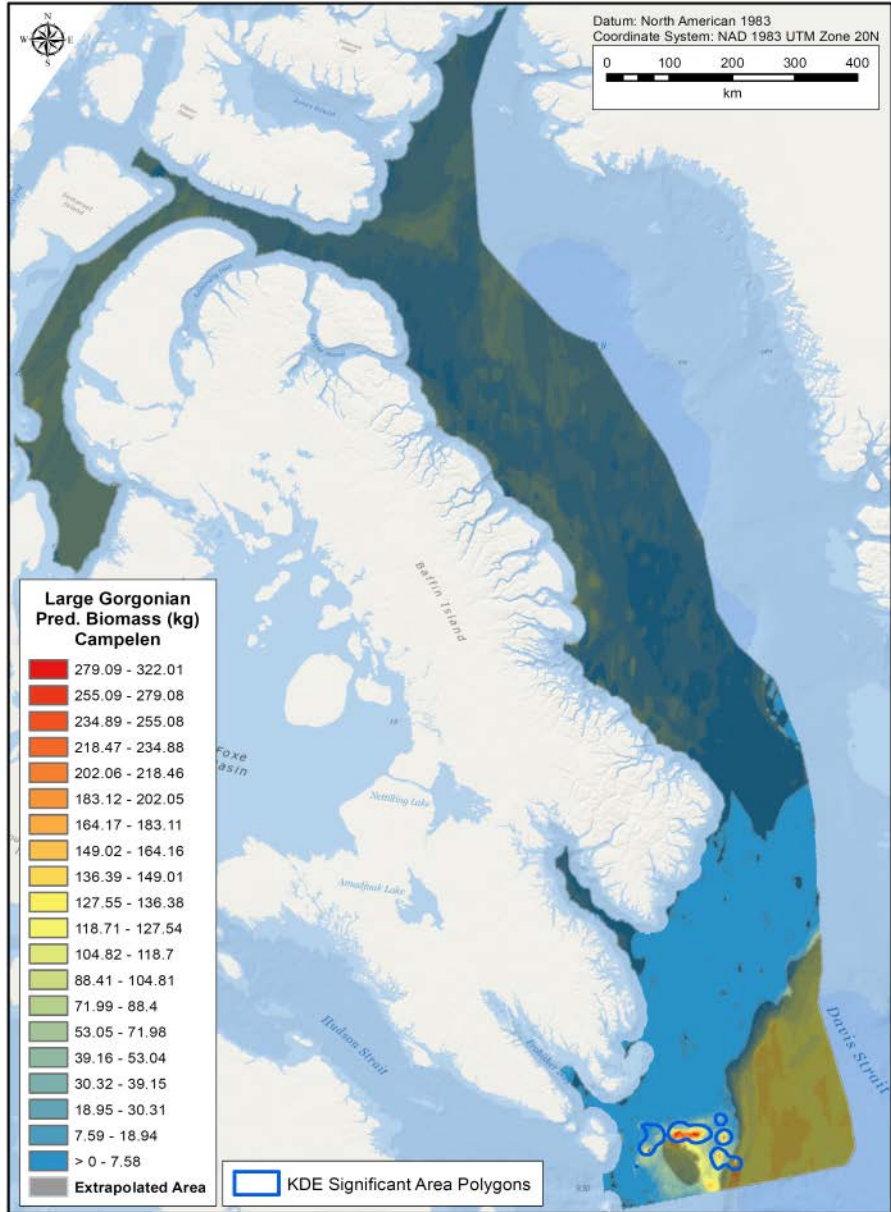 N
W E
S
Datum: North American 1983
Coordinate System: NAD 1983 UTM Zone 20N
0 100 200 300 400
km
Somerset
Island
Baffin
Island
Foxe
Basin
Nettilling Lake
Amadjuak Lake
Hudson Strait
Davis Strait
Large Gorgonian
Pred. Biomass (kg)
Campelen
279.09 - 322.01
255.09 - 279.08
234.89 - 255.08
218.47 - 234.88
202.06 - 218.46
183.12 - 202.05
164.17 - 183.11
149.02 - 164.16
136.39 - 149.01
127.55 - 136.38
118.71 - 127.54
104.82 - 118.7
88.41 - 104.81
71.99 - 88.4
53.05 - 71.98
39.16 - 53.04
30.32 - 39.15
18.95 - 30.31
7.59 - 18.94
> 0 - 7.58
Extrapolated Area
KDE Significant Area Polygons